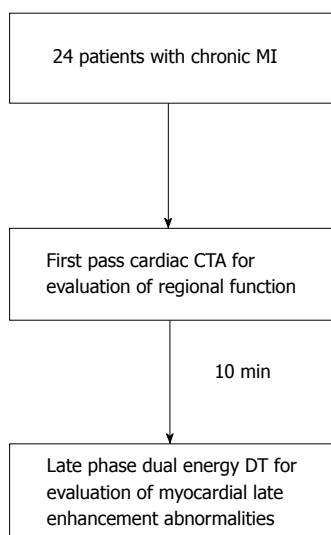 24 patients with chronic MI
First pass cardiac CTA for
evaluation of regional function
10 min
Late phase dual energy DT for
evaluation of myocardial late
enhancement abnormalities